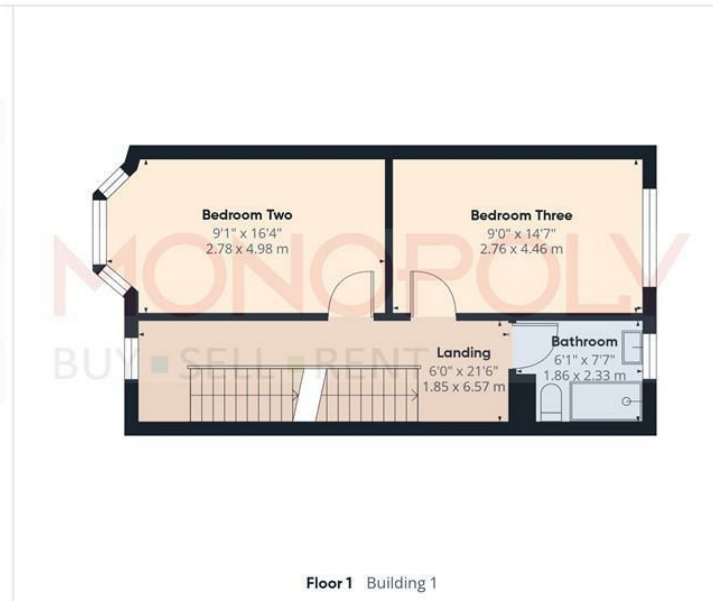 MONOPOLY
BUY SELL RENT
Bedroom Two
9'1" x 16'4"
2.78 x 4.98 m
Bedroom Three
9'0" x 14'7"
2.76 x 4.46 m
Landing
6'0" x 21'6"
1.85 x 6.57 m
Bathroom
6'1" x 7'7"
1.86 x 2.33 m
Floor 1 Building 1